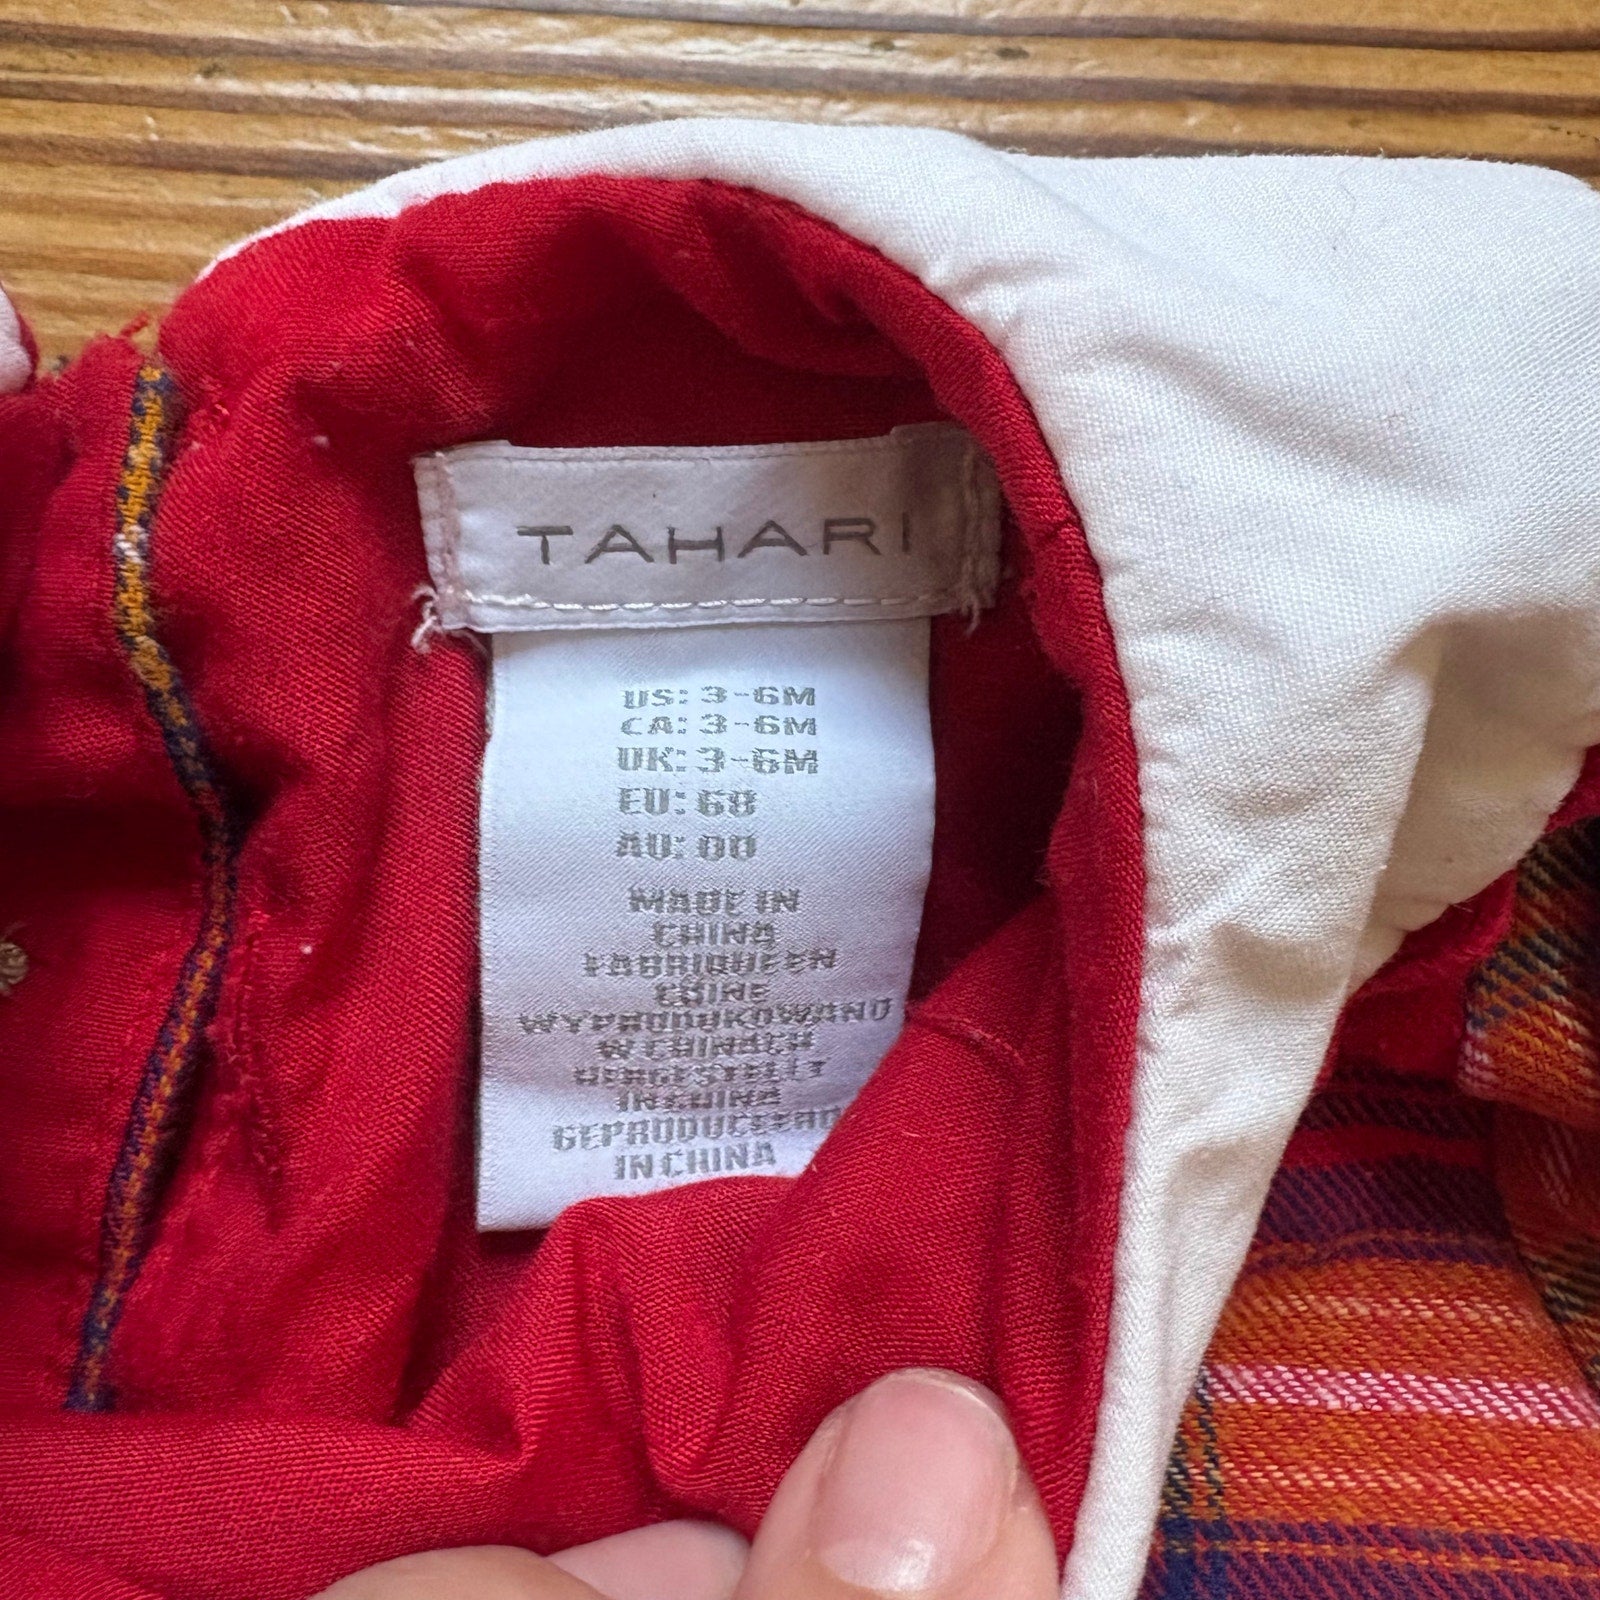 TAHARI
US: 3-6M
CA: 3-6M
UK: 3-6M
EU: 68
AU: 00
MADE IN
CHINA
FABRIQUE EN
CHINE
WYPRODUKOWANO
W CHINACH
HERGESTELLT
IN CHINA
GEPRODUCEERD
IN CHINA